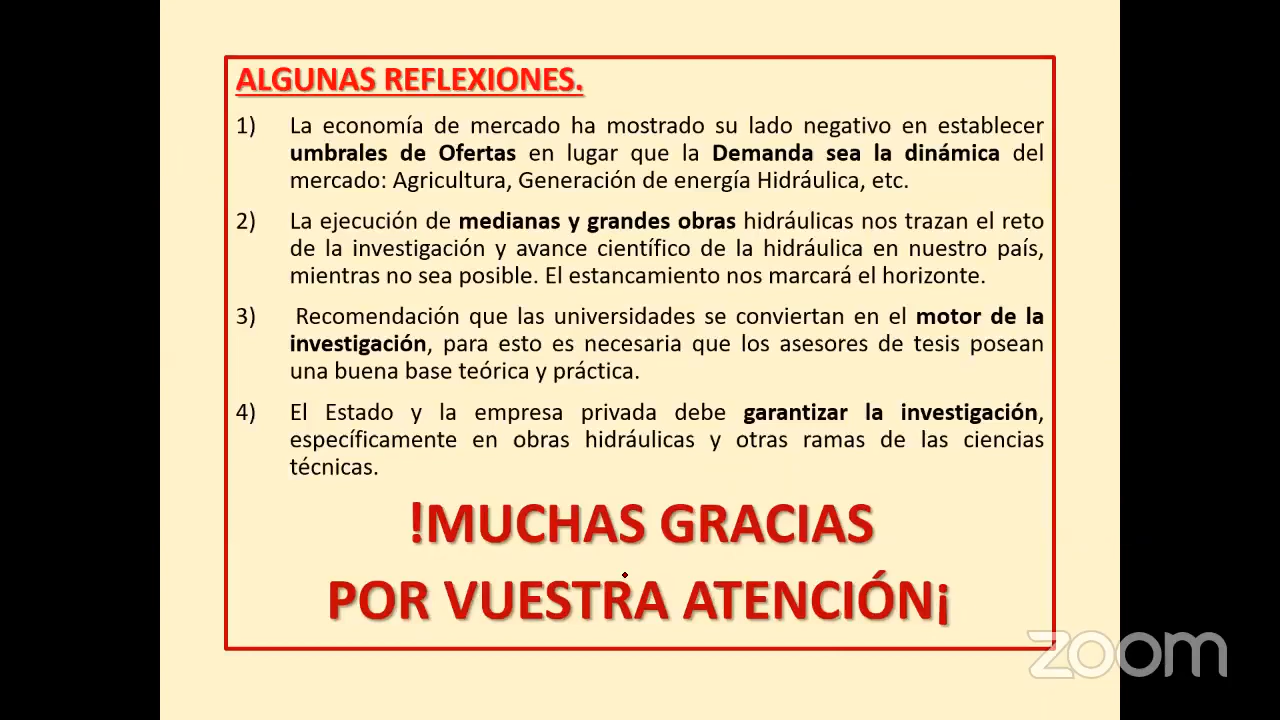 ALGUNAS REFLEXIONES.
1) La economía de mercado ha mostrado su lado negativo en establecer
umbrales de Ofertas en lugar que la Demanda sea la dinámica del
mercado: Agricultura, Generación de energía Hidráulica, etc.
2) La ejecución de medianas y grandes obras hidráulicas nos trazan el reto
de la investigación y avance científico de la hidráulica en nuestro país,
mientras no sea posible. El estancamiento nos marcará el horizonte.
3) Recomendación que las universidades se conviertan en el motor de la
investigación, para esto es necesaria que los asesores de tesis posean
una buena base teórica y práctica.
4) El Estado y la empresa privada debe garantizar la investigación,
específicamente en obras hidráulicas y otras ramas de las ciencias
técnicas.
!MUCHAS GRACIAS
POR VUESTRA ATENCIÓN¡
zoom